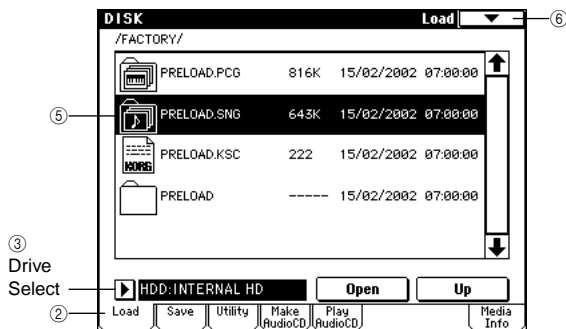 DISK Load ⑥
/FACTORY/
PRELOAD.PCG 816K 15/02/2002 07:00:00
⑤ PRELOAD.SNG 643K 15/02/2002 07:00:00
KORG PRELOAD.KSC 222 15/02/2002 07:00:00
PRELOAD ----- 15/02/2002 07:00:00
③
Drive
Select HDD:INTERNAL HD Open Up
② Load Save Utility Make AudioCD Play AudioCD Media Info